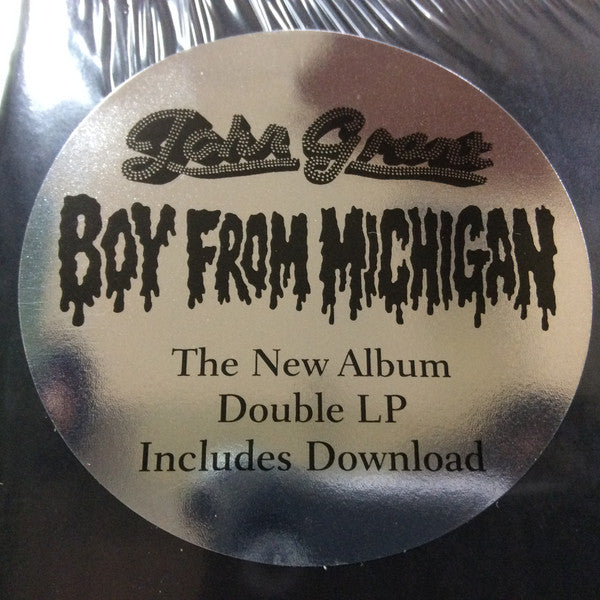 John Grant
BOY FROM MICHIGAN
The New Album
Double LP
Includes Download